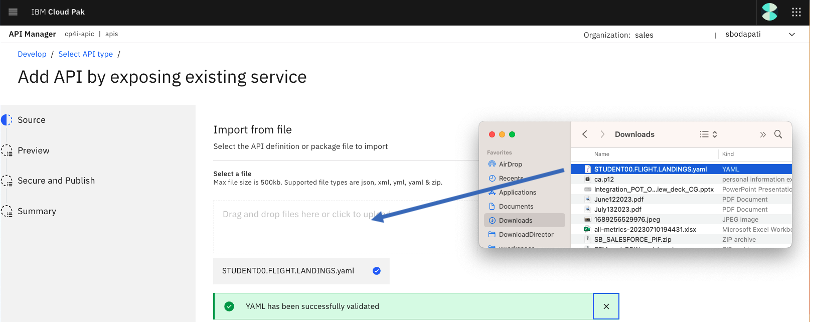 IBM Cloud Pak
API Manager cp4i-apic | apis
Organization: sales | sbodapati
Develop / Select API type /
Add API by exposing existing service
Source
Preview
Secure and Publish
Summary
Import from file
Select the API definition or package file to import
Select a file
Max file size is 500kb. Supported file types are json, xml, yml, yaml & zip.
Drag and drop files here or click to
STUDENT00.FLIGHT.LANDINGS.yaml
YAML has been successfully validated
Favorites
AirDrop
Recents
Applications
Documents
Downloads
DownloadDirector
Downloads
Name Kind
STUDENT00.FLIGHT.LANDINGS.yaml YAML
ca.p12 personal information ex
Integration_POT_O...iew_deck_CG.pptx PowerPoint Presentation
June122023.pdf PDF Document
July132023.pdf PDF Document
1689256629976.jpeg JPEG image
all-metrics-20230710194431.xlsx Microsoft Excel Workb
SB_SALESFORCE_PIF.zip ZIP archive
ZIP archive